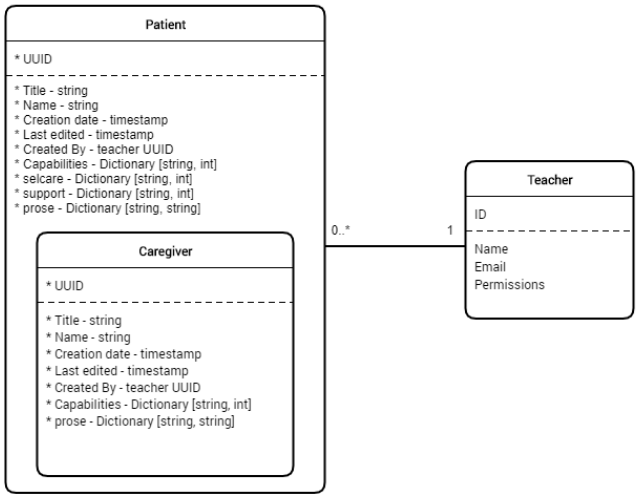 Patient
* UUID
* Title - string
* Name - string
* Creation date - timestamp
* Last edited - timestamp
* Created By - teacher UUID
* Capabilities - Dictionary [string, int]
* selcare - Dictionary [string, int]
* support - Dictionary [string, int]
* prose - Dictionary [string, string]
Caregiver
* UUID
* Title - string
* Name - string
* Creation date - timestamp
* Last edited - timestamp
* Created By - teacher UUID
* Capabilities - Dictionary [string, int]
* prose - Dictionary [string, string]
0..* 1
Teacher
ID
Name
Email
Permissions